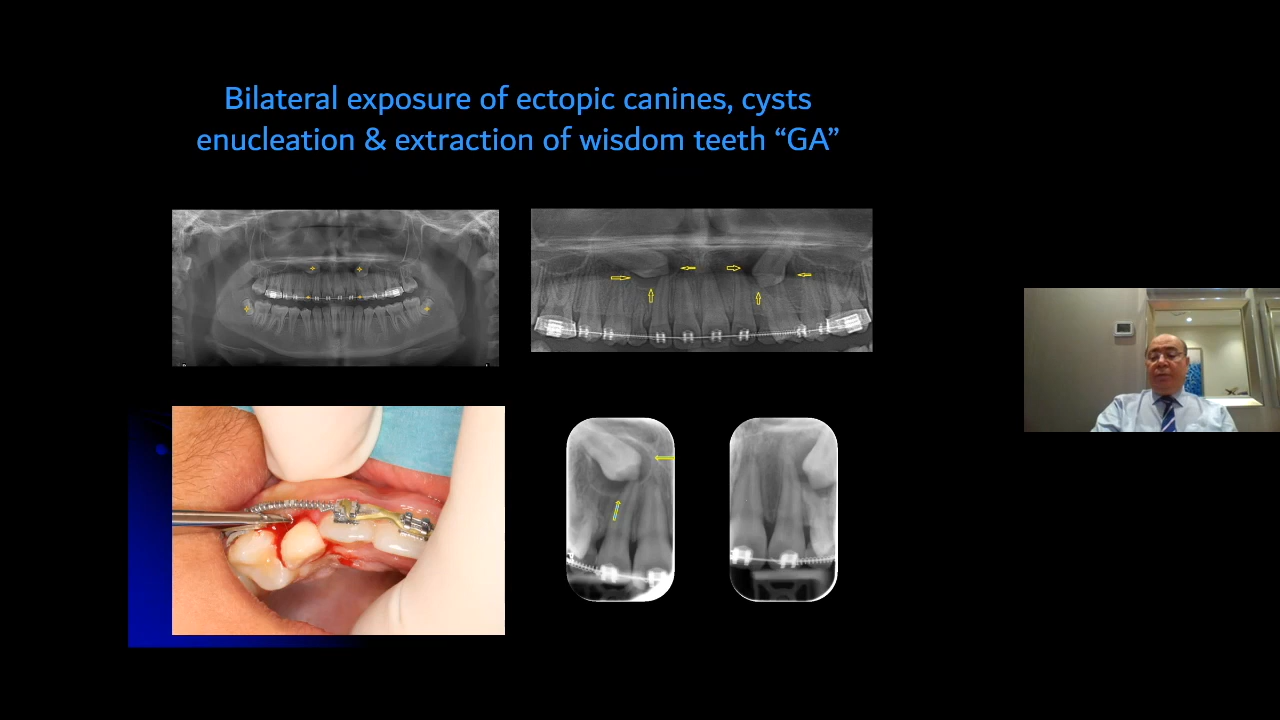 Bilateral exposure of ectopic canines, cysts
enucleation & extraction of wisdom teeth “GA”